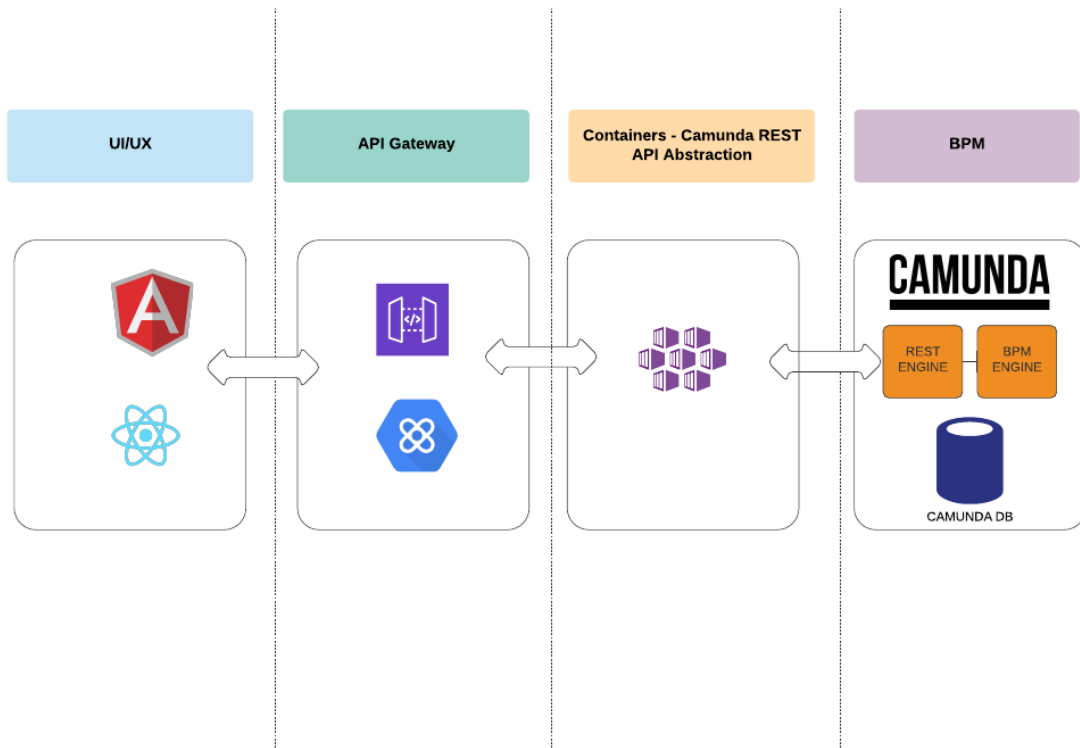 UI/UX
API Gateway
Containers - Camunda REST
API Abstraction
BPM
A
</>
CAMUNDA
REST
ENGINE
BPM
ENGINE
CAMUNDA DB